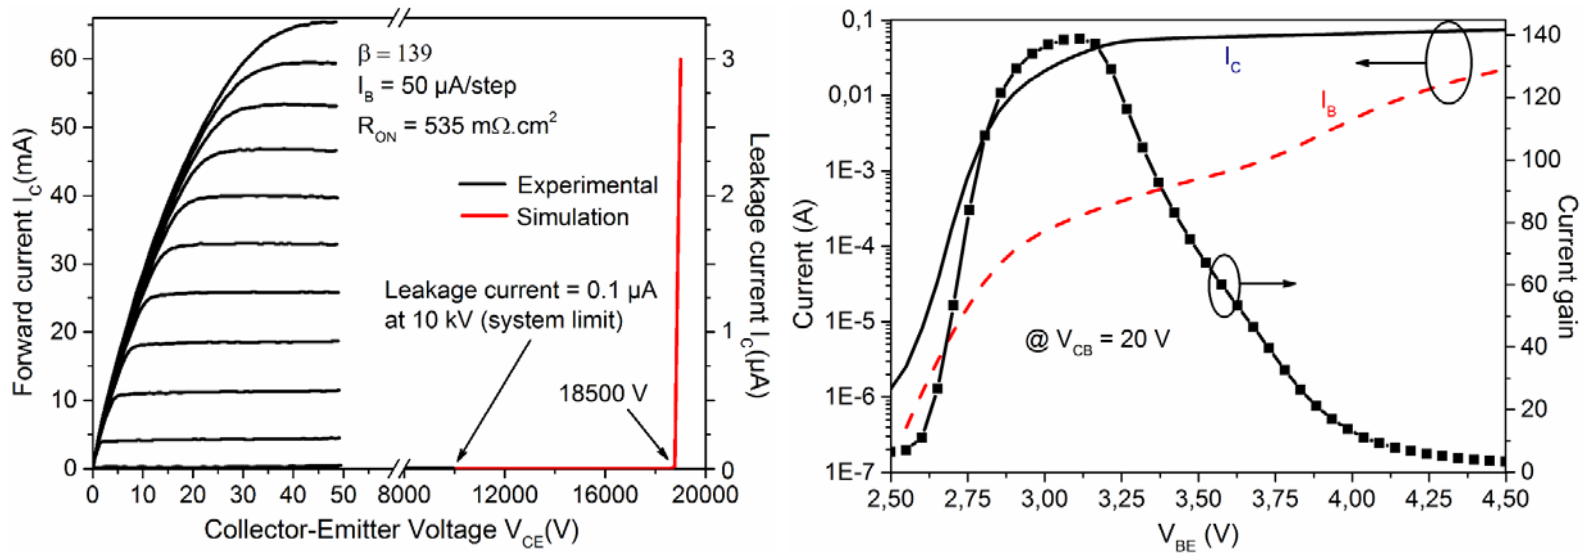 β = 139
I_B = 50 µA/step
R_ON = 535 mΩ.cm²
Experimental
Simulation
Leakage current = 0.1 µA
at 10 kV (system limit)
18500 V
Forward current I_C(mA)
60
50
40
30
20
10
0
Leakage current I_C(µA)
3
2
1
0
0 10 20 30 40 50 8000 12000 16000 20000
Collector-Emitter Voltage V_CE(V)
Current (A)
0,1
0,01
1E-3
1E-4
1E-5
1E-6
1E-7
I_C
I_B
@ V_CB = 20 V
Current gain
140
120
100
80
60
40
20
0
2,50 2,75 3,00 3,25 3,50 3,75 4,00 4,25 4,50
V_BE (V)